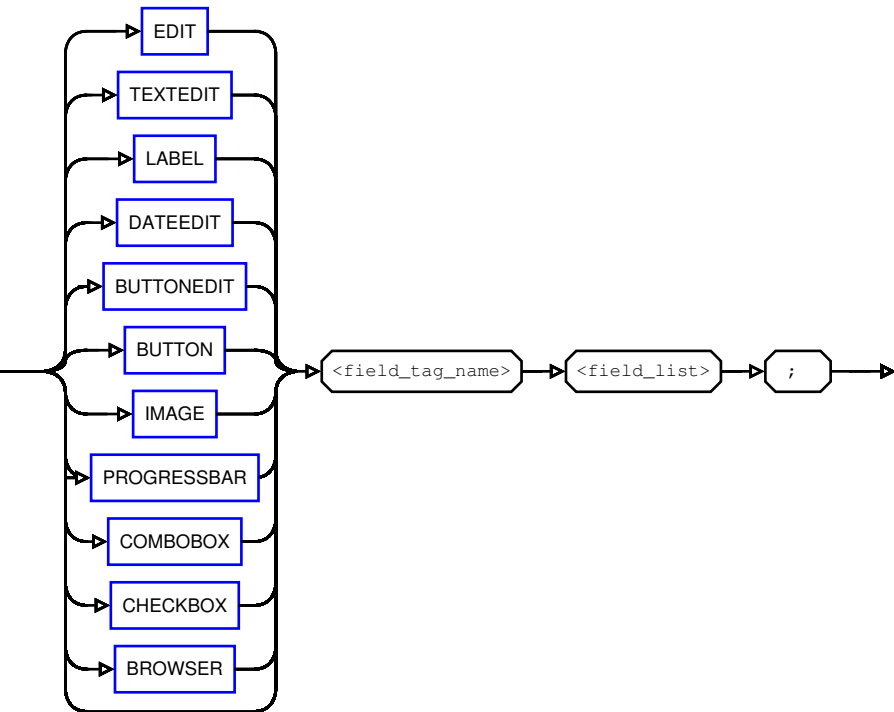 EDIT
TEXTEDIT
LABEL
DATEEDIT
BUTTONEDIT
BUTTON
<field_tag_name> <field_list> ;
IMAGE
PROGRESSBAR
COMBOBOX
CHECKBOX
BROWSER